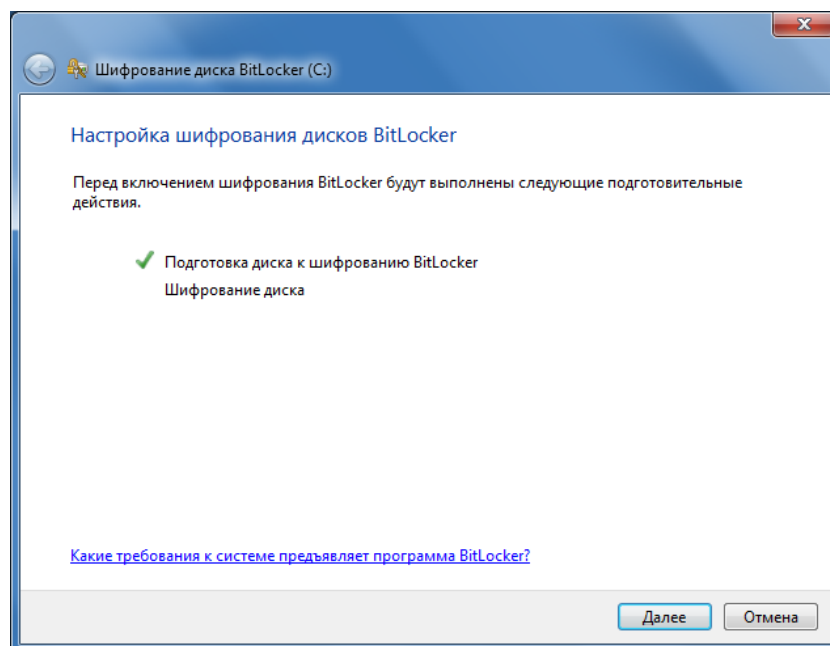 Шифрование диска BitLocker (C:)
Настройка шифрования дисков BitLocker
Перед включением шифрования BitLocker будут выполнены следующие подготовительные
действия.
Подготовка диска к шифрованию BitLocker
Шифрование диска
Какие требования к системе предъявляет программа BitLocker?
Далее
Отмена